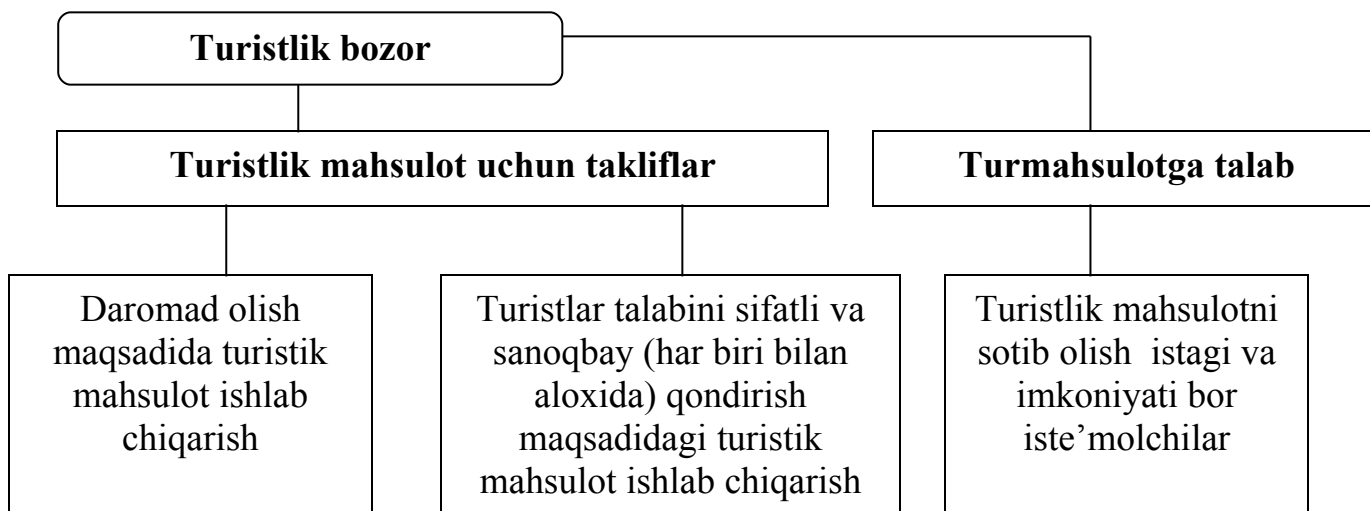 Turistlik bozor
Turistlik mahsulot uchun takliflar
Turmahsulotga talab
Daromad olish
maqsadida turistik
mahsulot ishlab
chiqarish
Turistlar talabini sifatli va
sanoqbay (har biri bilan
aloxida) qondirish
maqsadidagi turistik
mahsulot ishlab chiqarish
Turistlik mahsulotni
sotib olish istagi va
imkoniyati bor
iste’molchilar